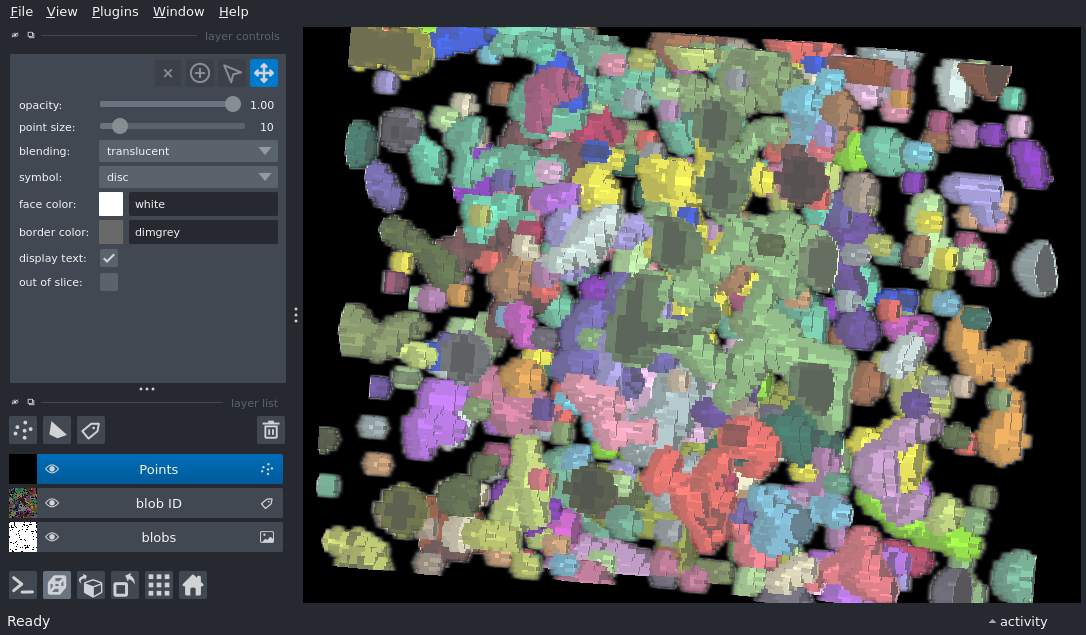 File View Plugins Window Help
layer controls
opacity: 1.00
point size: 10
blending: translucent
symbol: disc
face color: white
border color: dimgrey
display text:
out of slice:
layer list
Points
blob ID
blobs
Ready
activity